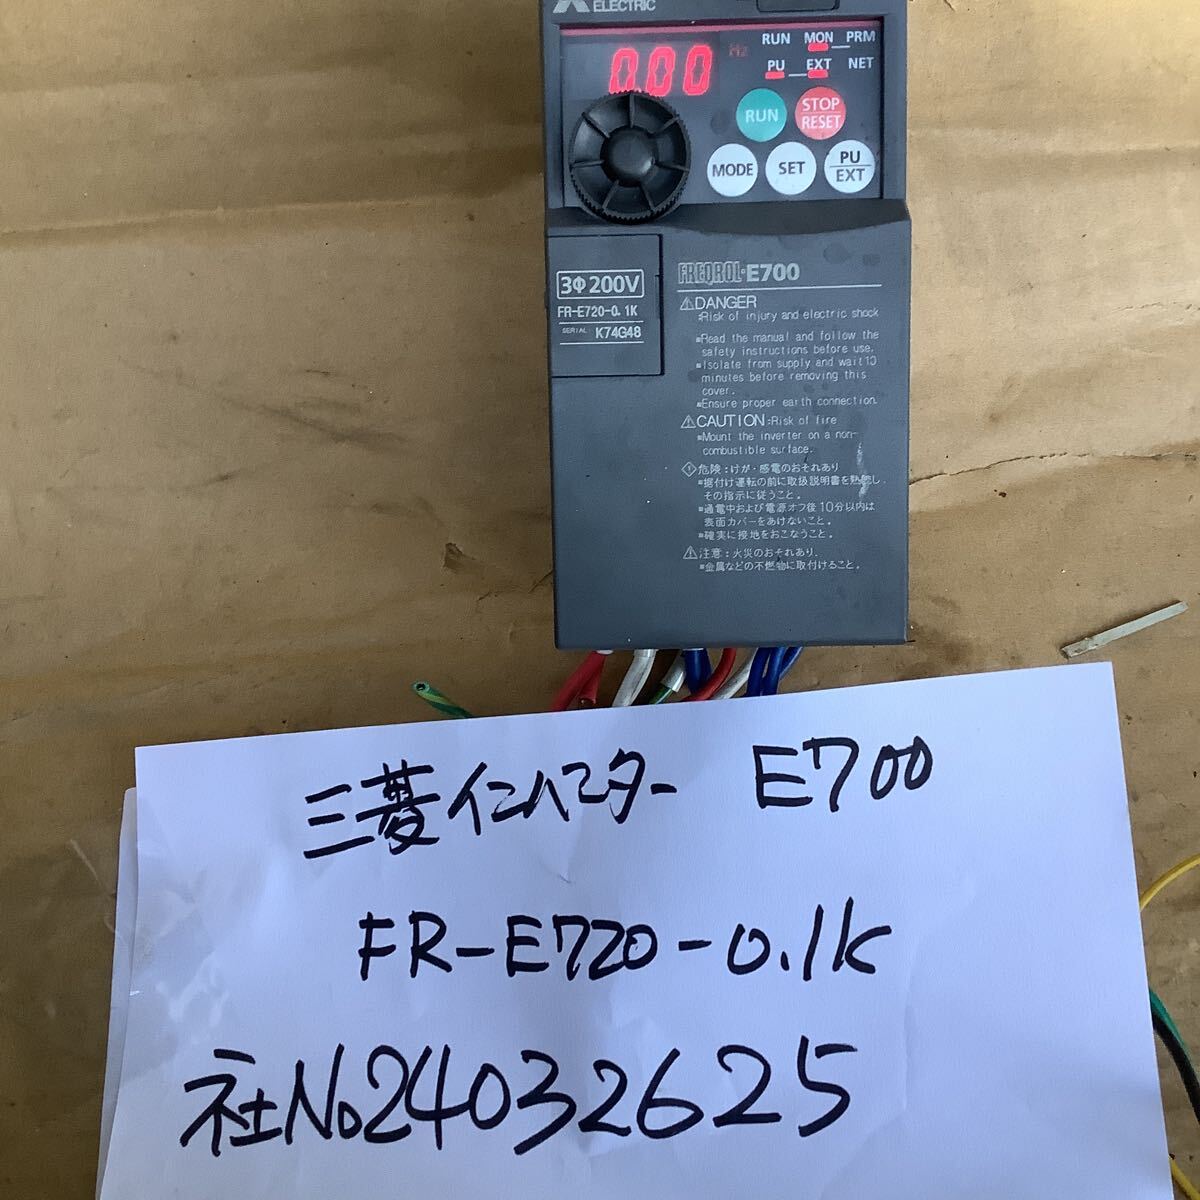 ELECTRIC
0.00 Hz
RUN MON PRM
PU EXT NET
RUN
STOP
RESET
MODE
SET
PU
EXT
3Φ200V
FR-E720-0.1K
SERIAL K74G48
FREQROL-E700
⚠DANGER
:Risk of injury and electric shock
■Read the manual and follow the
safety instructions before use.
■Isolate from supply and wait 10
minutes before removing this
cover.
■Ensure proper earth connection.
⚠CAUTION :Risk of fire
■Mount the inverter on a non-
combustible surface.
危険:けが・感電のおそれあり
■据付け運転の前に取扱説明書を熟読し、
その指示に従うこと。
■通電中および電源オフ後10分以内は
表面カバーをあけないこと。
■確実に接地をおこなうこと。
⚠注意:火災のおそれあり.
■金属などの不燃物に取付けること。
三菱インバーター E700
FR-E720-0.1K
社No24032625